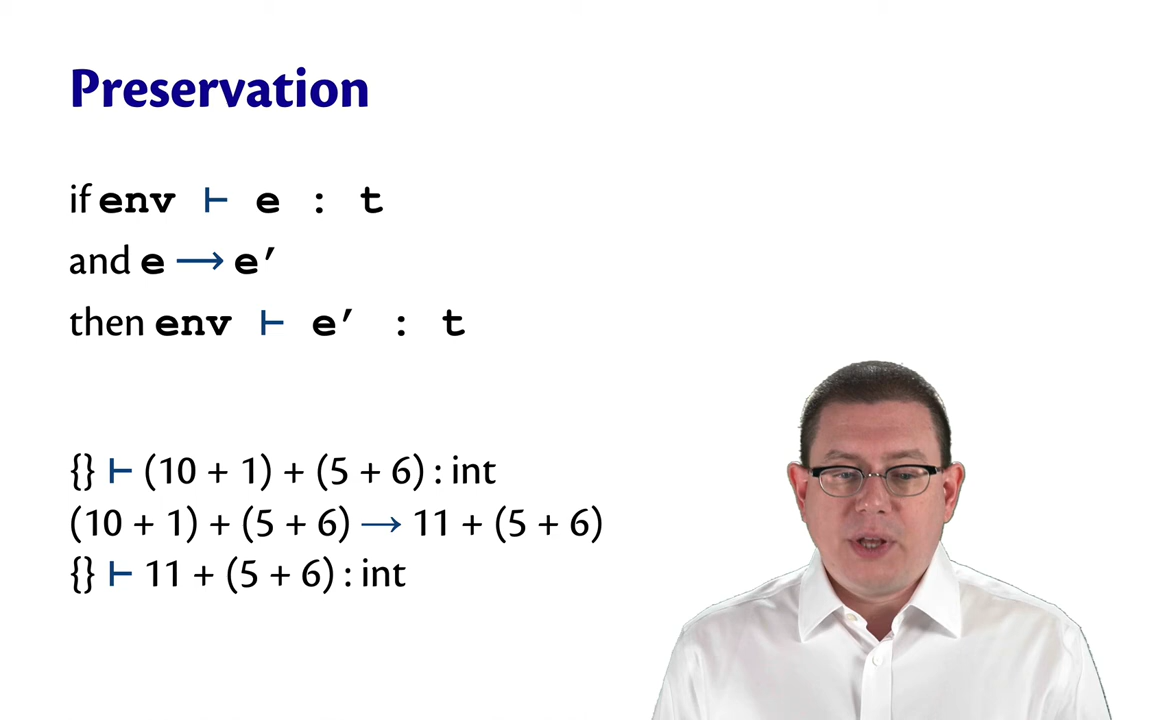 Preservation
if env ⊢ e : t
and e ⟶ e′
then env ⊢ e′ : t
{} ⊢ (10 + 1) + (5 + 6) : int
(10 + 1) + (5 + 6) → 11 + (5 + 6)
{} ⊢ 11 + (5 + 6) : int